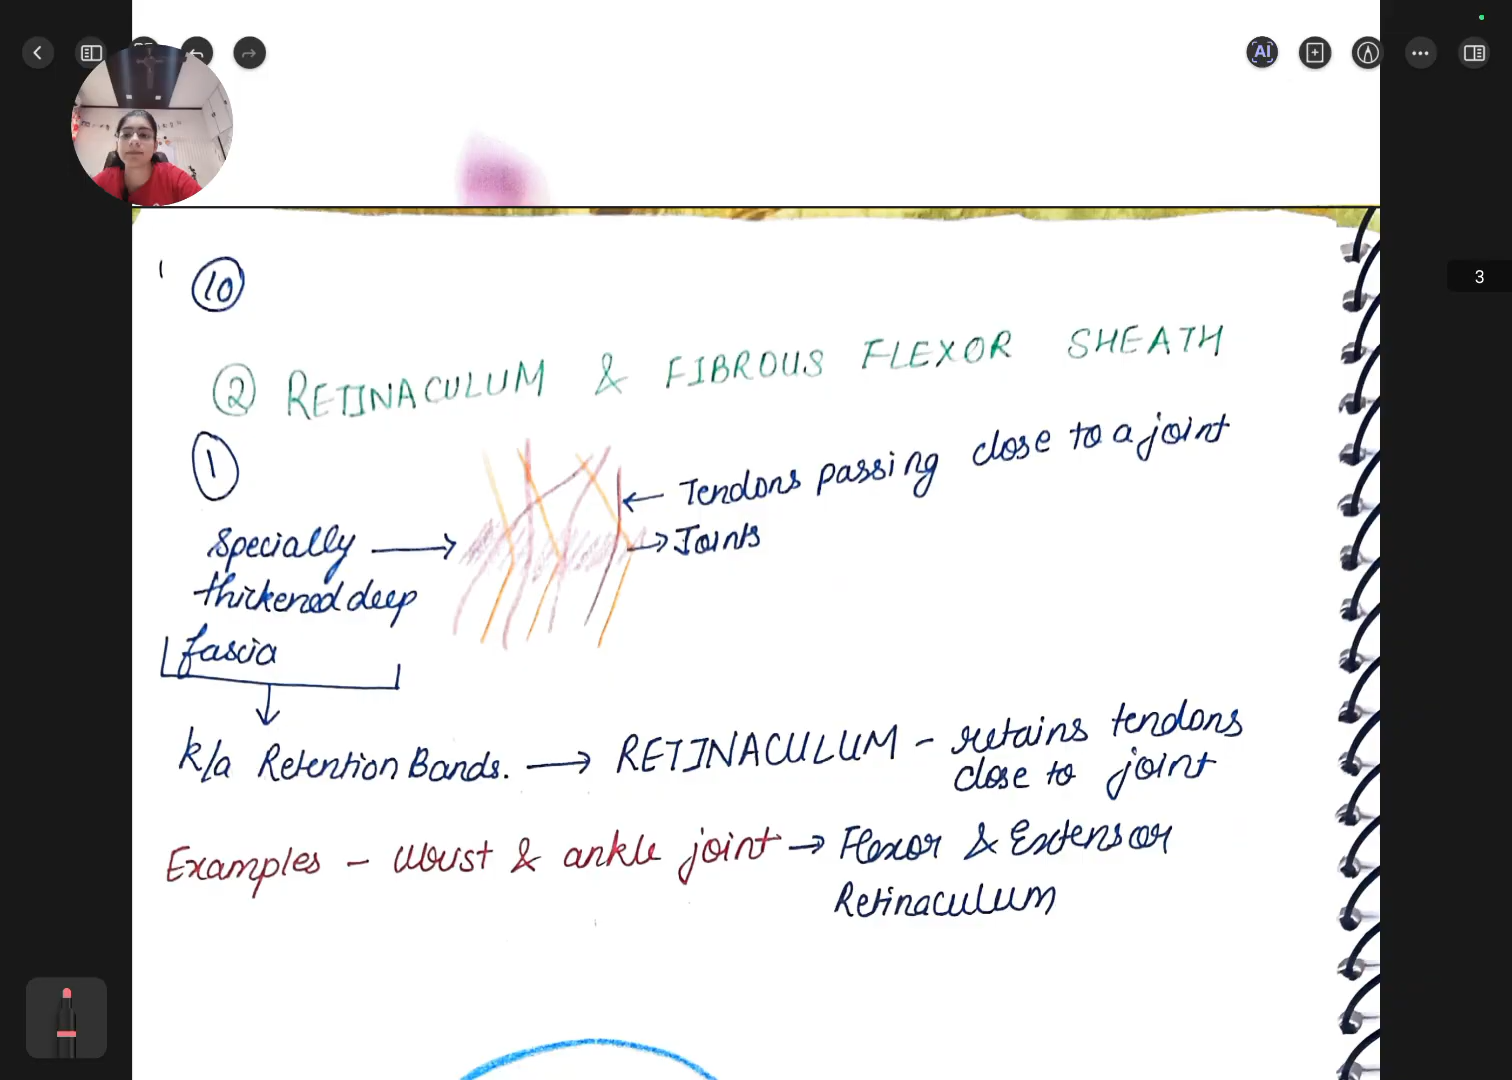 AI
3
10
② RETINACULUM & FIBROUS FLEXOR SHEATH
1
Tendons passing close to a joint
Joints
Specially
thickened deep
fascia
k/a Retention Bands. → RETINACULUM - retains tendons
close to joint
Examples - Wrist & ankle joint → Flexor & Extensor
Retinaculum